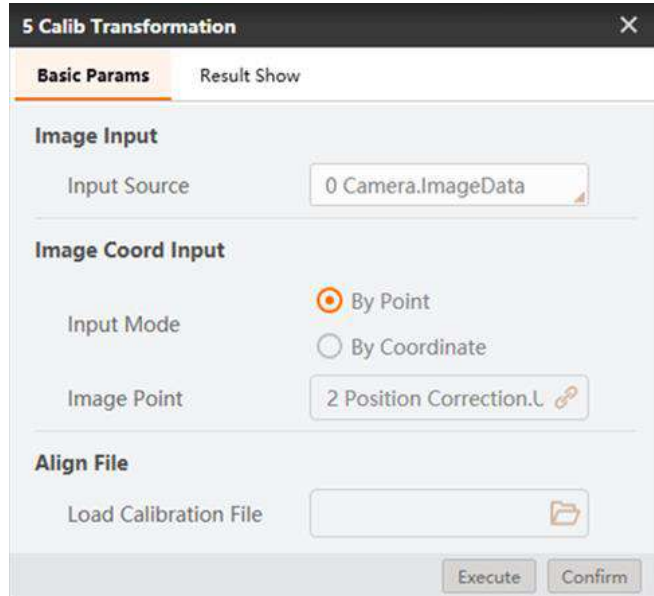 5 Calib Transformation
Basic Params Result Show
Image Input
Input Source 0 Camera.ImageData
Image Coord Input
By Point
Input Mode
By Coordinate
Image Point 2 Position Correction.
Align File
Load Calibration File
Execute Confirm